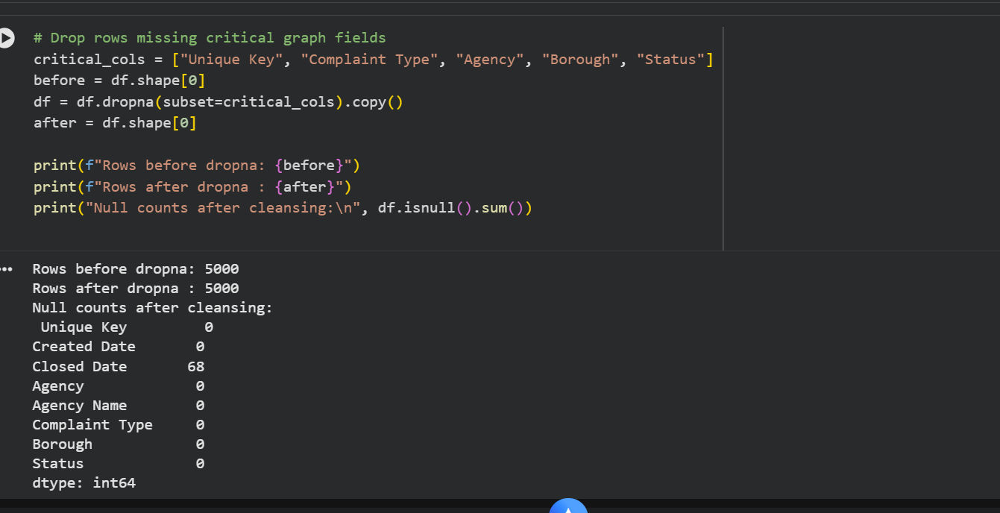 # Drop rows missing critical graph fields
critical_cols = ["Unique Key", "Complaint Type", "Agency", "Borough", "Status"]
before = df.shape[0]
df = df.dropna(subset=critical_cols).copy()
after = df.shape[0]
print(f"Rows before dropna: {before}")
print(f"Rows after dropna : {after}")
print("Null counts after cleansing:\n", df.isnull().sum())
Rows before dropna: 5000
Rows after dropna : 5000
Null counts after cleansing:
 Unique Key         0
Created Date       0
Closed Date       68
Agency             0
Agency Name        0
Complaint Type     0
Borough            0
Status             0
dtype: int64